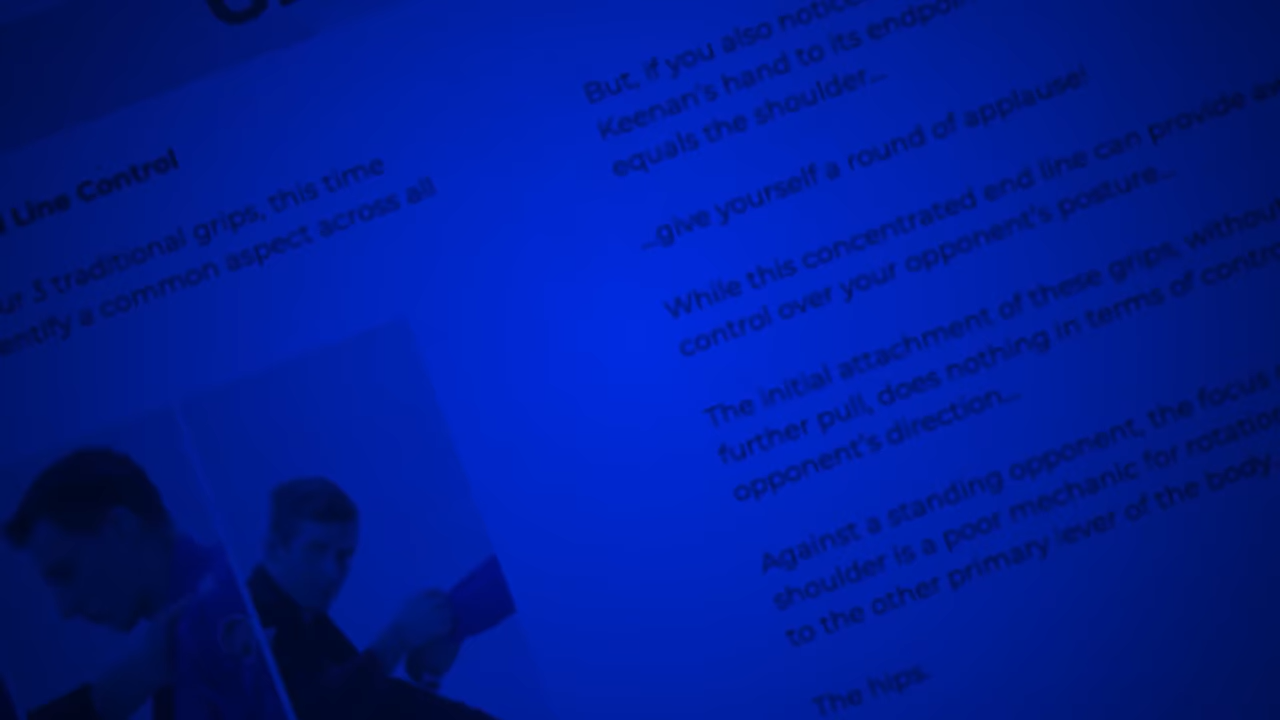 Line Control
3 traditional grips, this time
a common aspect across all
But, if you also notice
Keenan's hand to its endpoint
equals the shoulder...
...give yourself a round of applause!
While this concentrated end line can provide
control over your opponent's posture...
The initial attachment of these grips, without
further pull, does nothing in terms of
opponent's direction...
Against a standing opponent, the focus
shoulder is a poor mechanic for
to the other primary level of the body.
The hips.